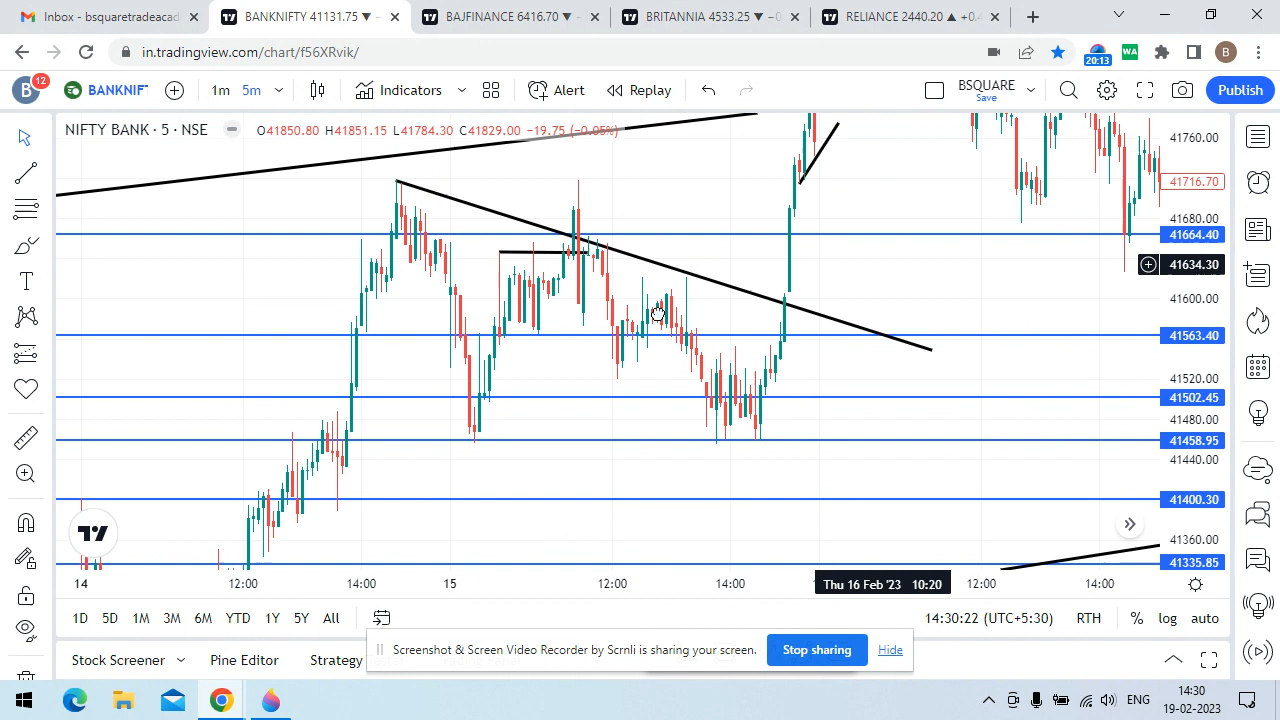 Inbox - bsquaretradeacad
BANKNIFTY 41131.75 ▼ −
BAJFINANCE 6416.70 ▼ −
RELIANCE 2440.20 ▲ +0.
in.tradingview.com/chart/f56XRvik/
20:13
WA
B
B
12
BANKNIF
1m
5m
Indicators
Alert
Replay
BSQUARE
Save
Publish
NIFTY BANK · 5 · NSE
O41850.80 H41851.15 L41784.30 C41829.00 −19.75 (−0.05%)
41760.00
41716.70
41680.00
41664.40
41634.30
41600.00
41563.40
41520.00
41502.45
41480.00
41458.95
41440.00
41400.30
41360.00
41335.85
14
12:00
14:00
15
12:00
14:00
Thu 16 Feb '23 10:20
12:00
14:00
1D
5D
1M
3M
6M
YTD
1Y
5Y
All
14:30:22 (UTC+5:30)
RTH
%
log
auto
Screenshot & Screen Video Recorder by Scrnli is sharing your screen.
Stop sharing
Hide
Stock Screener
Pine Editor
Strategy
ENG
14:30
19-02-2023